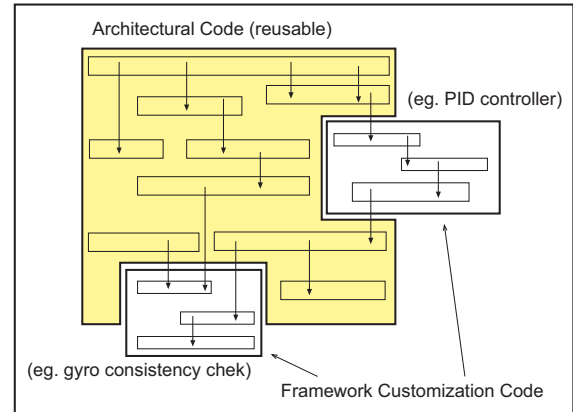 Architectural Code (reusable)
(eg. PID controller)
(eg. gyro consistency chek)
Framework Customization Code